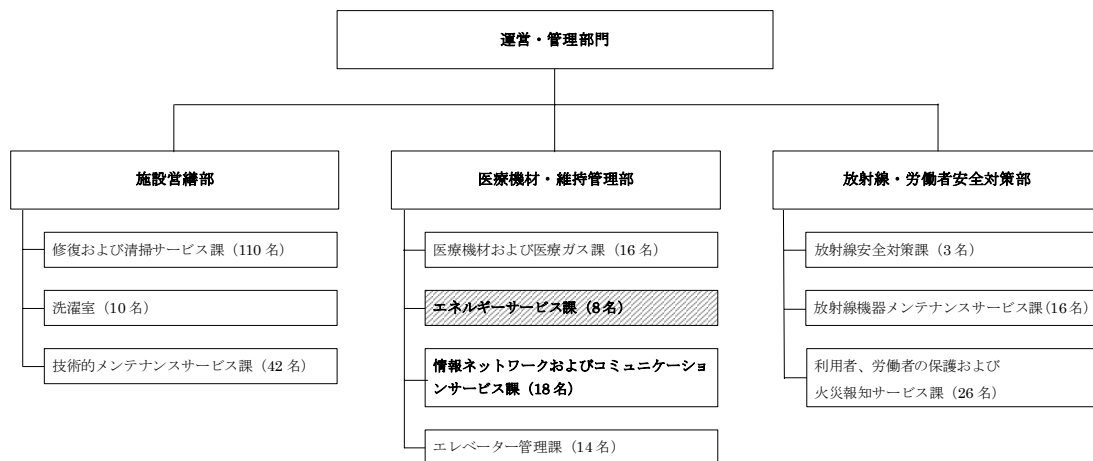 運営・管理部門
施設営繕部
修復および清掃サービス課（110 名）
洗濯室（10 名）
技術的メンテナンスサービス課（42 名）
医療機材・維持管理部
医療機材および医療ガス課（16 名）
エネルギーサービス課（8名）
情報ネットワークおよびコミュニケーショ
ンサービス課（18 名）
エレベーター管理課（14 名）
放射線・労働者安全対策部
放射線安全対策課（3 名）
放射線機器メンテナンスサービス課（16 名）
利用者、労働者の保護および
火災報知サービス課（26 名）